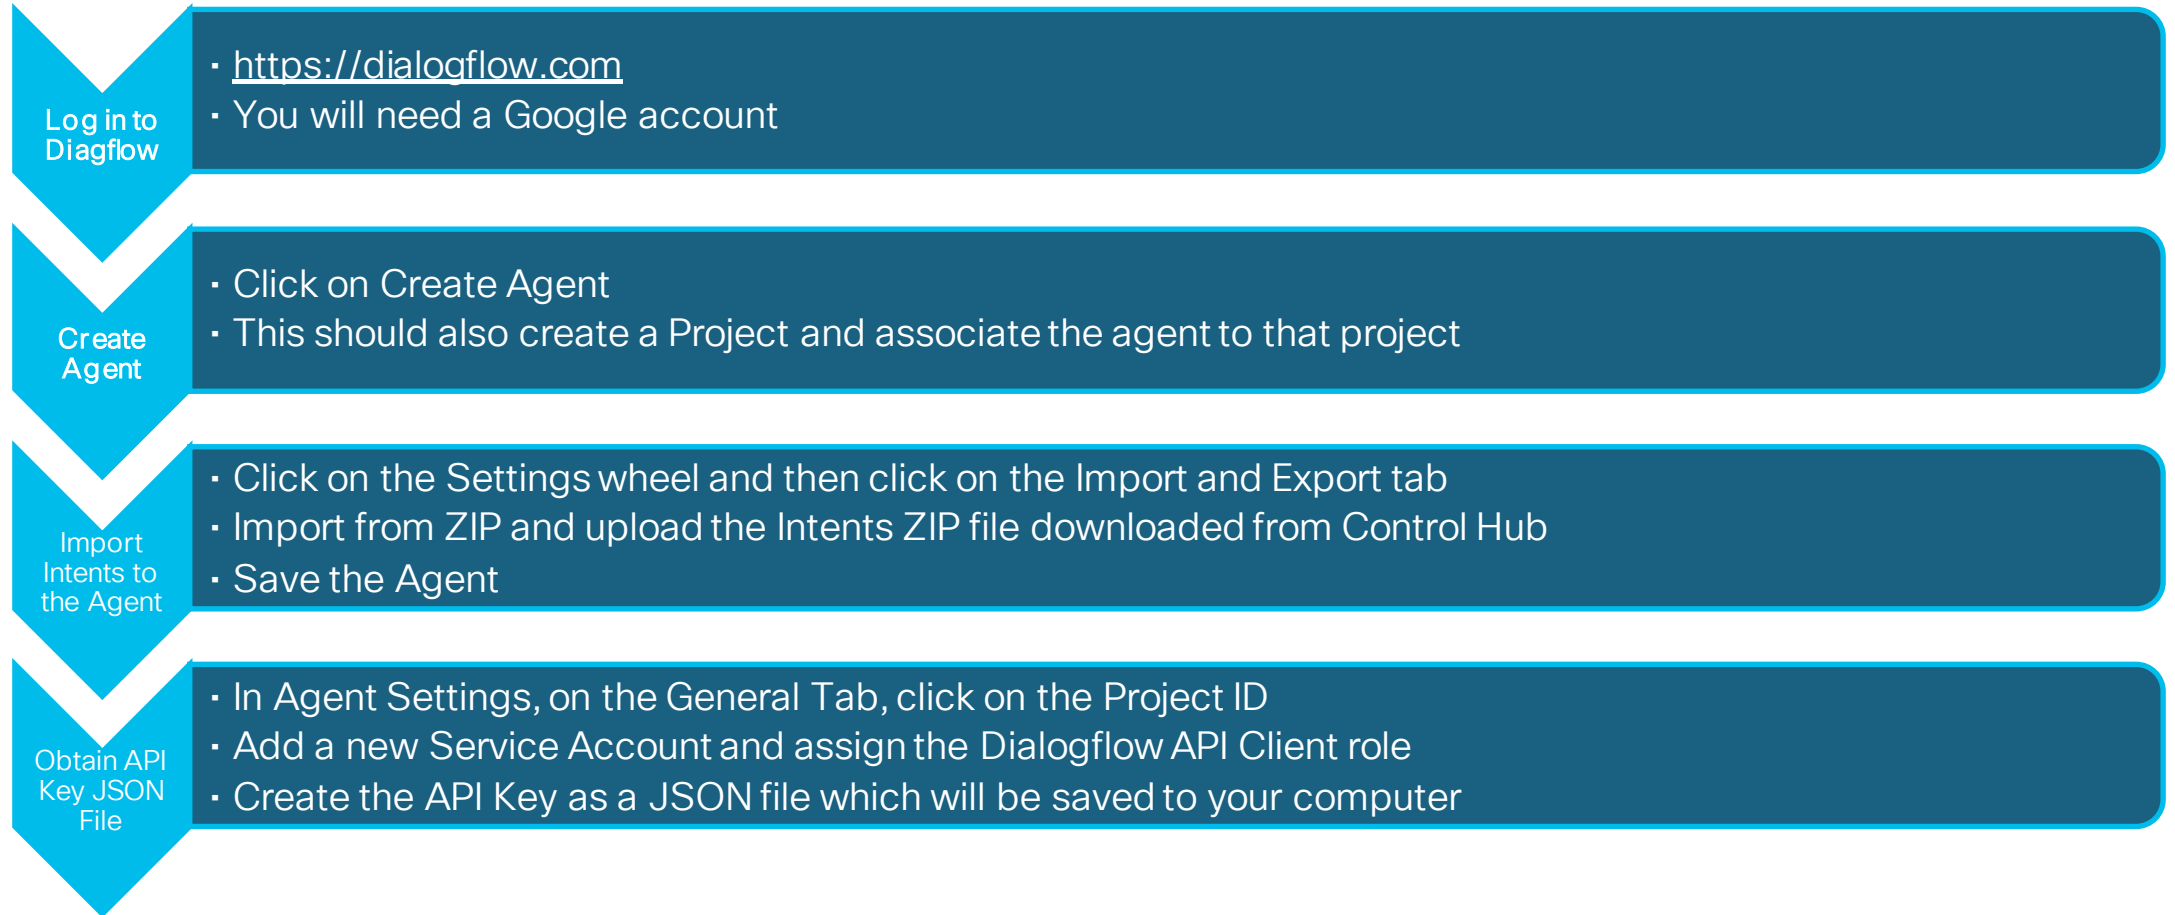 Log in to
Diagflow
· https://dialogflow.com
· You will need a Google account
Create
Agent
· Click on Create Agent
· This should also create a Project and associate the agent to that project
Import
Intents to
the Agent
· Click on the Settings wheel and then click on the Import and Export tab
· Import from ZIP and upload the Intents ZIP file downloaded from Control Hub
· Save the Agent
Obtain API
Key JSON
File
· In Agent Settings, on the General Tab, click on the Project ID
· Add a new Service Account and assign the Dialogflow API Client role
· Create the API Key as a JSON file which will be saved to your computer